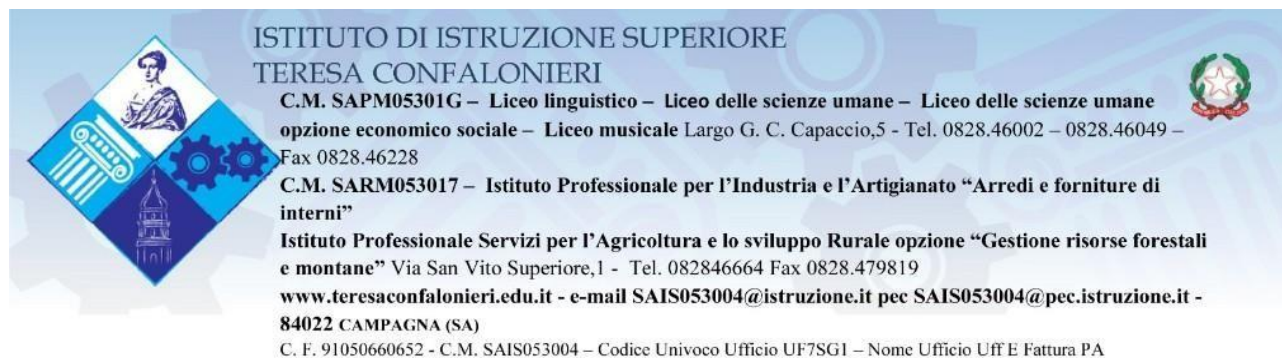 ISTITUTO DI ISTRUZIONE SUPERIORE
TERESA CONFALONIERI
C.M. SAPM05301G – Liceo linguistico – Liceo delle scienze umane – Liceo delle scienze umane
opzione economico sociale – Liceo musicale Largo G. C. Capaccio,5 - Tel. 0828.46002 – 0828.46049 –
Fax 0828.46228
C.M. SARM053017 – Istituto Professionale per l’Industria e l’Artigianato “Arredi e forniture di
interni”
Istituto Professionale Servizi per l’Agricoltura e lo sviluppo Rurale opzione “Gestione risorse forestali
e montane” Via San Vito Superiore,1 - Tel. 082846664 Fax 0828.479819
www.teresaconfalonieri.edu.it - e-mail SAIS053004@istruzione.it pec SAIS053004@pec.istruzione.it -
84022 CAMPAGNA (SA)
C. F. 91050660652 - C.M. SAIS053004 – Codice Univoco Ufficio UF7SG1 – Nome Ufficio Uff E Fattura PA